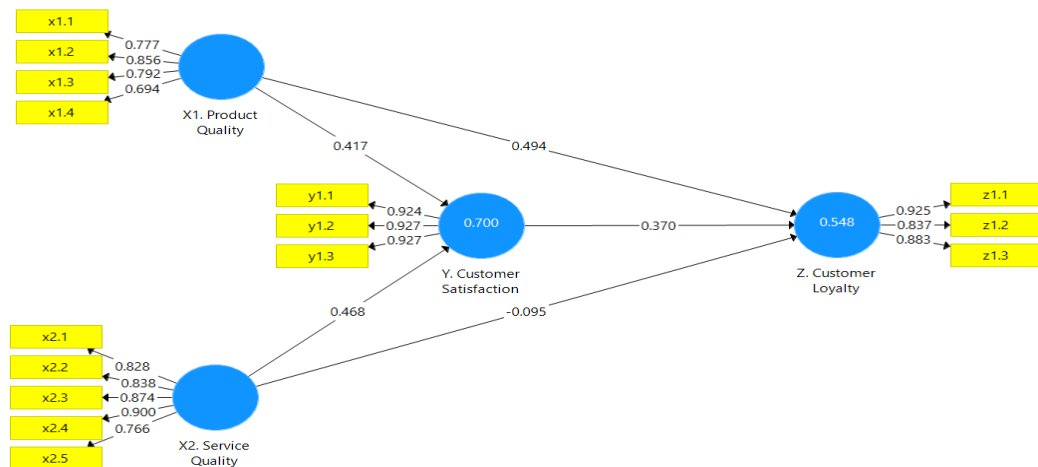 x1.1
0.777
x1.2
0.856
x1.3
0.792
x1.4
0.694
X1. Product
Quality
0.417
0.494
y1.1
0.924
y1.2
0.927
y1.3
0.927
0.700
Y. Customer
Satisfaction
0.370
0.548
Z. Customer
Loyalty
0.925
z1.1
0.837
z1.2
0.883
z1.3
0.468
-0.095
x2.1
0.828
x2.2
0.838
x2.3
0.874
x2.4
0.900
x2.5
0.766
X2. Service
Quality